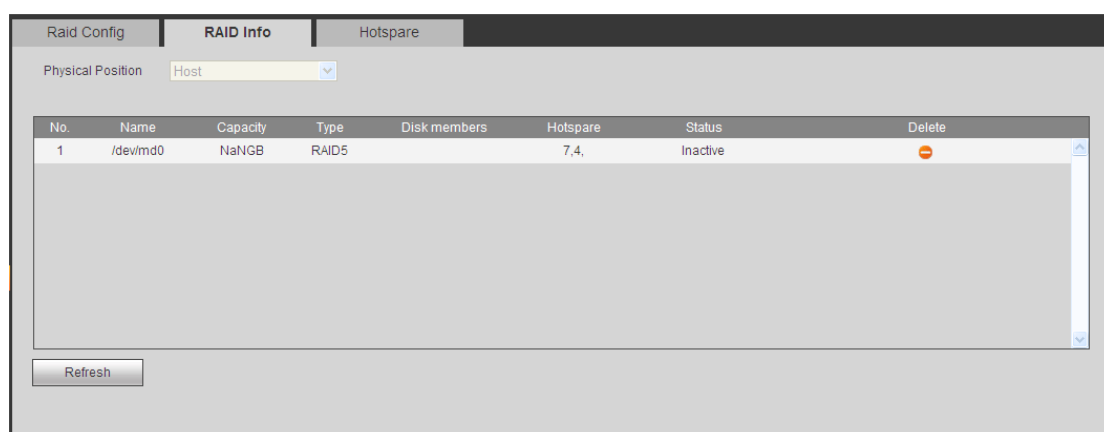 Raid Config RAID Info Hotspare
Physical Position Host
No. Name Capacity Type Disk members Hotspare Status Delete
1 /dev/md0 NaNGB RAID5 7,4, Inactive
Refresh